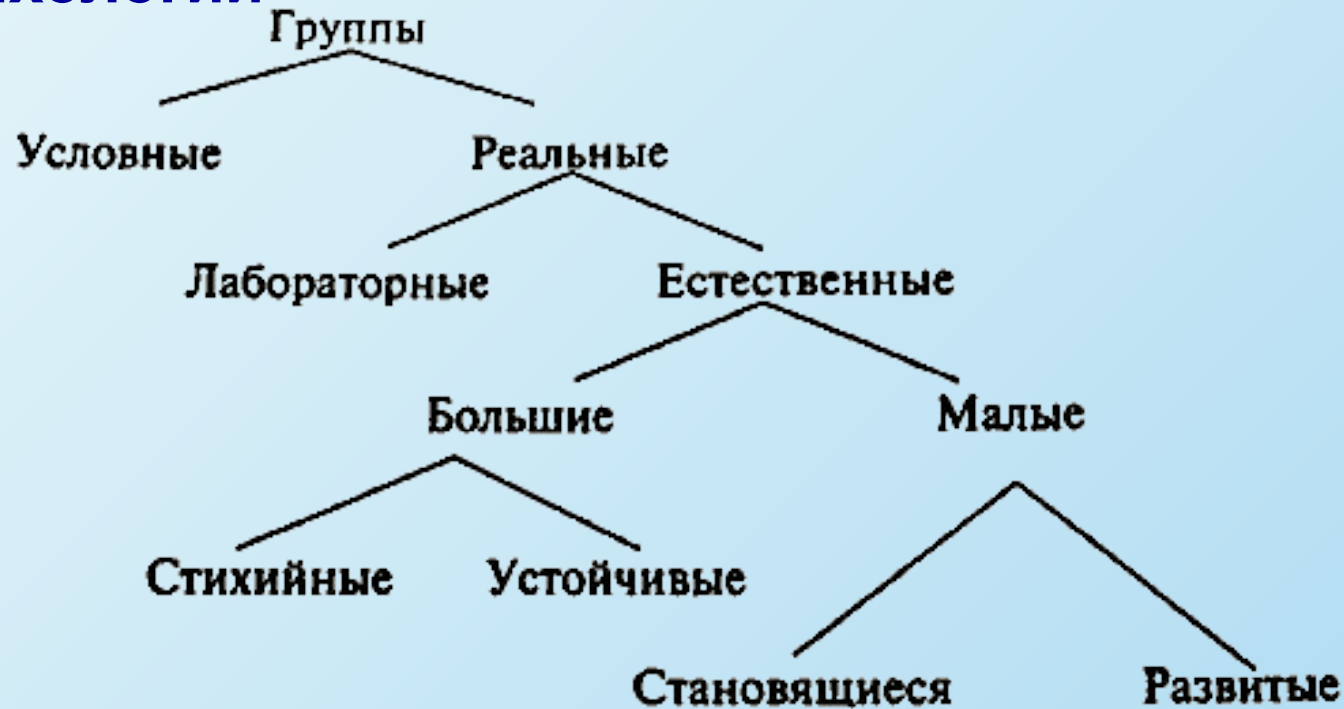 Группы
Условные Реальные
Лабораторные Естественные
Большие Малые
Стихийные Устойчивые
Становящиеся Развитые